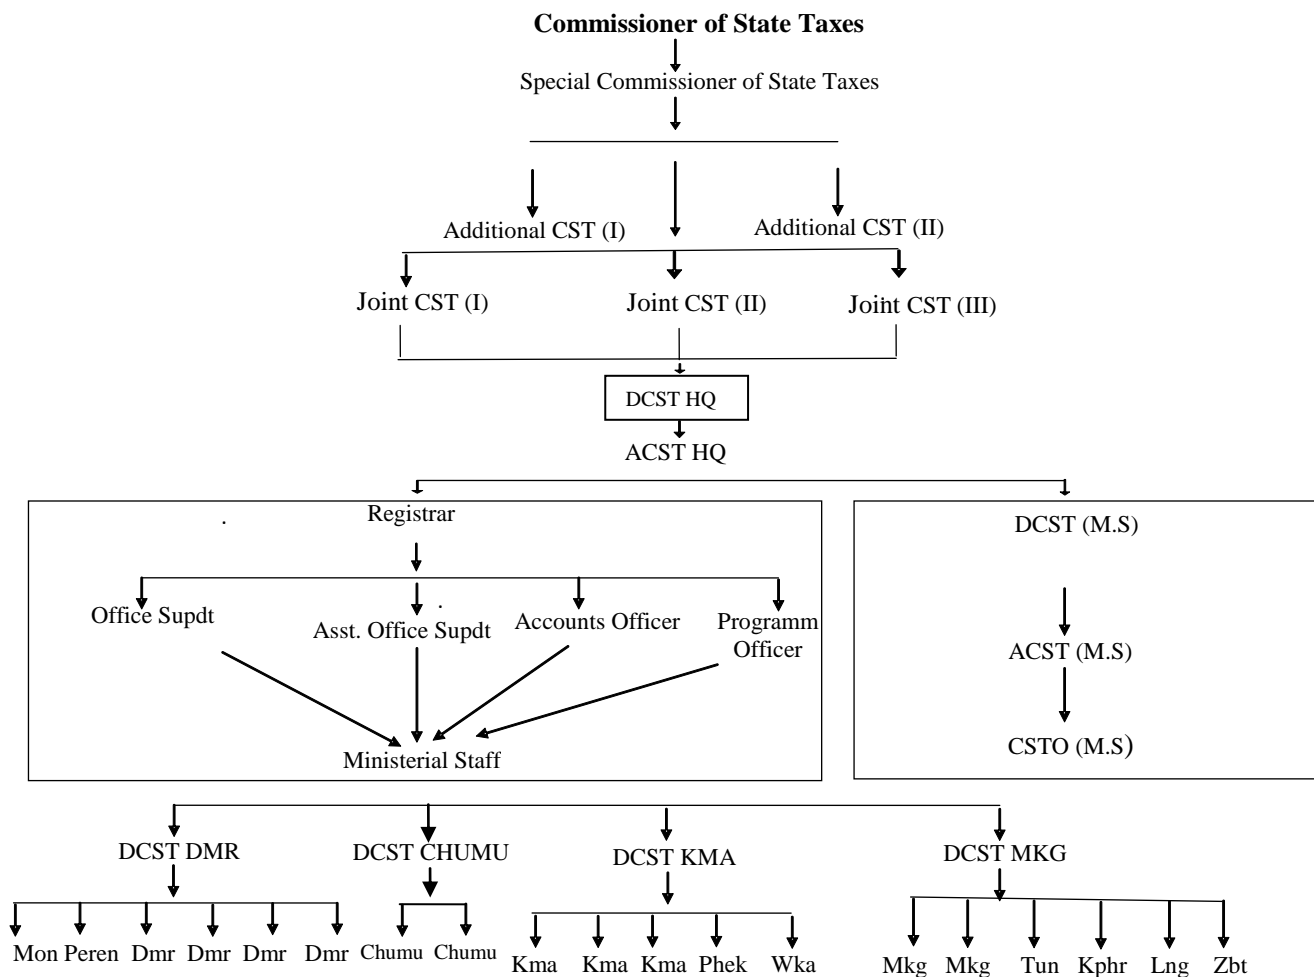 Commissioner of State Taxes
Special Commissioner of State Taxes
Additional CST (I)
Additional CST (II)
Joint CST (I)
Joint CST (II)
Joint CST (III)
DCST HQ
ACST HQ
Registrar
DCST (M.S)
Office Supdt
Asst. Office Supdt
Accounts Officer
Programm
Officer
ACST (M.S)
Ministerial Staff
CSTO (M.S)
DCST DMR
DCST CHUMU
DCST KMA
DCST MKG
Mon Peren Dmr Dmr Dmr Dmr
Chumu Chumu
Kma Kma Kma Phek Wka
Mkg Mkg Tun Kphr Lng Zbt